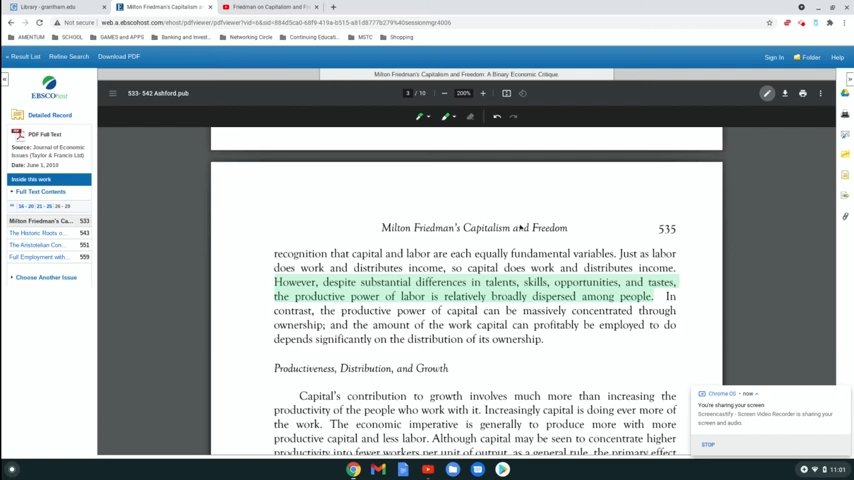 Library - grantham.edu
Milton Friedman's Capitalism an
Friedman on Capitalism and Fre
Not secure
web.ebscohost.com/ehost/pdfviewer/pdfviewer?vid=6&sid=884d5ca0-68f9-419a-b515-a81d8777b279%40sessionmgr4006
AMENTUM
SCHOOL
GAMES and APPS
Banking and Invest...
Networking Circle
Continuing Educati...
MSTC
Shopping
« Result List
Refine Search
Download PDF
Sign In
Folder
Help
Milton Friedman's Capitalism and Freedom: A Binary Economic Critique.
EBSCOhost
Detailed Record
PDF Full Text
Source: Journal of Economic
Issues (Taylor & Francis Ltd)
Date: June 1, 2010
Inside this work
Full Text Contents
16 - 20 | 21 - 25 | 26 - 29
Milton Friedman's Ca... 533
The Historic Roots o... 543
The Aristotelian Con... 551
Full Employment with... 559
Choose Another Issue
533- 542 Ashford.pub
3 / 10
200%
Milton Friedman's Capitalism and Freedom 535
recognition that capital and labor are each equally fundamental variables. Just as labor
does work and distributes income, so capital does work and distributes income.
However, despite substantial differences in talents, skills, opportunities, and tastes,
the productive power of labor is relatively broadly dispersed among people. In
contrast, the productive power of capital can be massively concentrated through
ownership; and the amount of the work capital can profitably be employed to do
depends significantly on the distribution of its ownership.
Productiveness, Distribution, and Growth
Capital's contribution to growth involves much more than increasing the
productivity of the people who work with it. Increasingly capital is doing ever more of
the work. The economic imperative is generally to produce more with more
productive capital and less labor. Although capital may be seen to concentrate higher
productivity into fewer workers per unit of output, as a general rule, the primary effect
Chrome OS • now
You're sharing your screen
Screencastify - Screen Video Recorder is sharing your
screen and audio.
STOP
11:01